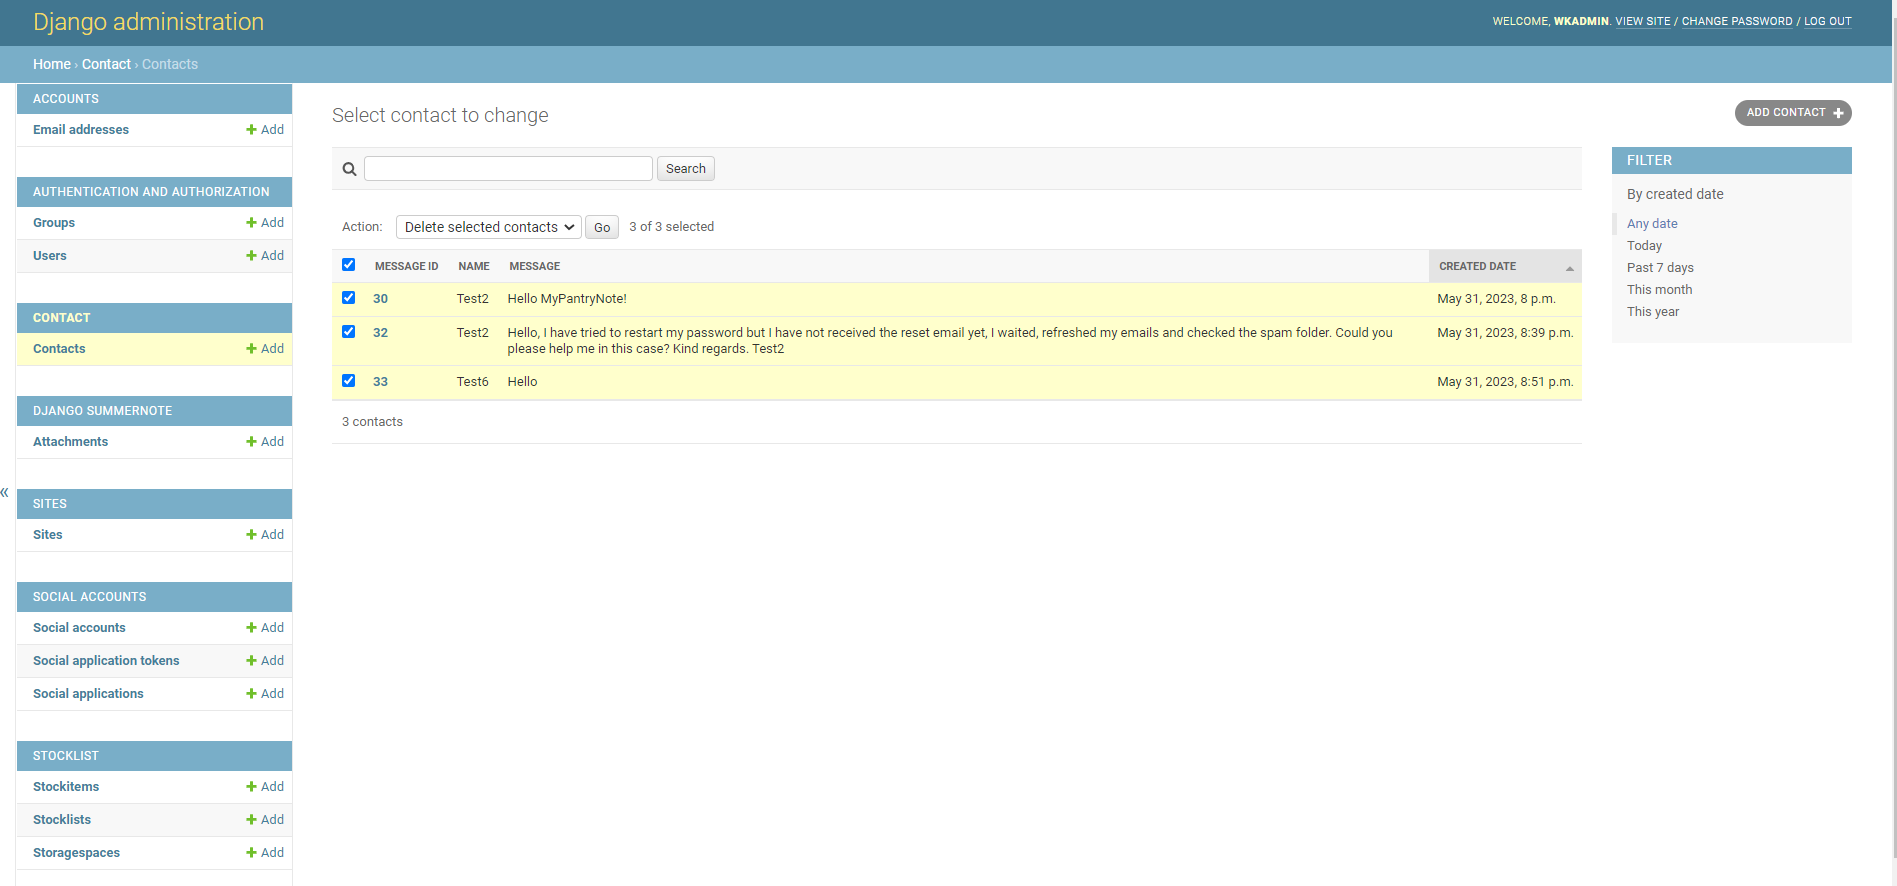 Django administration
WELCOME, WKADMIN. VIEW SITE / CHANGE PASSWORD / LOG OUT
Home › Contact › Contacts
ACCOUNTS
Email addresses
Add
AUTHENTICATION AND AUTHORIZATION
Groups
Add
Users
Add
CONTACT
Contacts
Add
DJANGO SUMMERNOTE
Attachments
Add
«
SITES
Sites
Add
SOCIAL ACCOUNTS
Social accounts
Add
Social application tokens
Add
Social applications
Add
STOCKLIST
Stockitems
Add
Stocklists
Add
Storagespaces
Add
Select contact to change
ADD CONTACT
Search
Action: Delete selected contacts Go 3 of 3 selected
MESSAGE ID NAME MESSAGE CREATED DATE
30 Test2 Hello MyPantryNote! May 31, 2023, 8 p.m.
32 Test2 Hello, I have tried to restart my password but I have not received the reset email yet, I waited, refreshed my emails and checked the spam folder. Could you May 31, 2023, 8:39 p.m.
please help me in this case? Kind regards. Test2
33 Test6 Hello May 31, 2023, 8:51 p.m.
3 contacts
FILTER
By created date
Any date
Today
Past 7 days
This month
This year